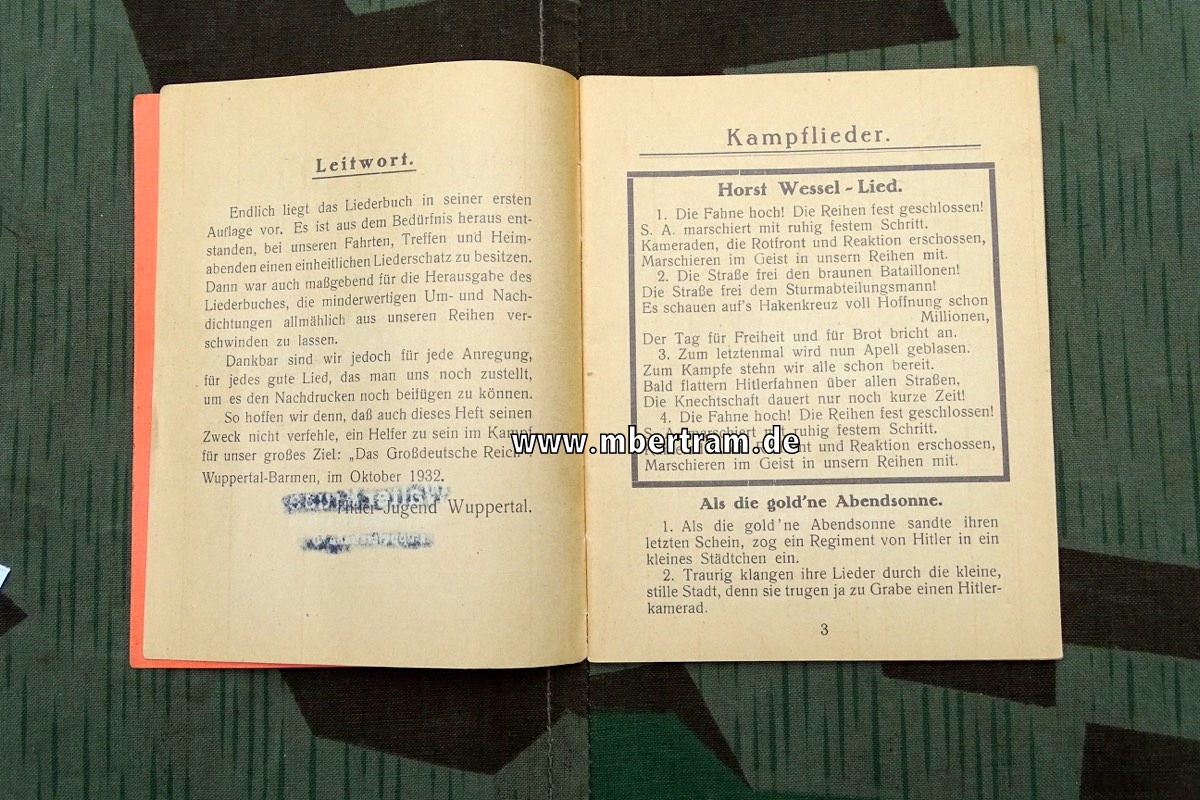 Leitwort.
Endlich liegt das Liederbuch in seiner ersten
Auflage vor. Es ist aus dem Bedürfnis heraus ent-
standen, bei unseren Fahrten, Treffen und Heim-
abenden einen einheitlichen Liederschatz zu besitzen.
Dann war auch maßgebend für die Herausgabe des
Liederbuches, die minderwertigen Um- und Nach-
dichtungen allmählich aus unseren Reihen ver-
schwinden zu lassen.
Dankbar sind wir jedoch für jede Anregung,
für jedes gute Lied, das man uns noch zustellt,
um es den Nachdrucken noch beifügen zu können.
So hoffen wir denn, daß auch dieses Heft seinen
Zweck nicht verfehle, ein Helfer zu sein im Kampf
für unser großes Ziel: „Das Großdeutsche Reich
Wuppertal-Barmen, im Oktober 1932.
Hitler-Jugend Wuppertal.
Kampflieder.
Horst Wessel - Lied.
1. Die Fahne hoch! Die Reihen fest geschlossen!
S. A. marschiert mit ruhig festem Schritt.
Kameraden, die Rotfront und Reaktion erschossen,
Marschieren im Geist in unsern Reihen mit.
2. Die Straße frei den braunen Bataillonen!
Die Straße frei dem Sturmabteilungsmann!
Es schauen auf's Hakenkreuz voll Hoffnung schon
Millionen,
Der Tag für Freiheit und für Brot bricht an.
3. Zum letztenmal wird nun Apell geblasen.
Zum Kampfe stehn wir alle schon bereit.
Bald flattern Hitlerfahnen über allen Straßen,
Die Knechtschaft dauert nur noch kurze Zeit!
4. Die Fahne hoch! Die Reihen fest geschlossen!
S. A. marschiert mit ruhig festem Schritt.
und Reaktion erschossen,
Marschieren im Geist in unsern Reihen mit.
Als die gold'ne Abendsonne.
1. Als die gold'ne Abendsonne sandte ihren
letzten Schein, zog ein Regiment von Hitler in ein
kleines Städtchen ein.
2. Traurig klangen ihre Lieder durch die kleine,
stille Stadt, denn sie trugen ja zu Grabe einen Hitler-
kamerad.
3
www.mbertram.de